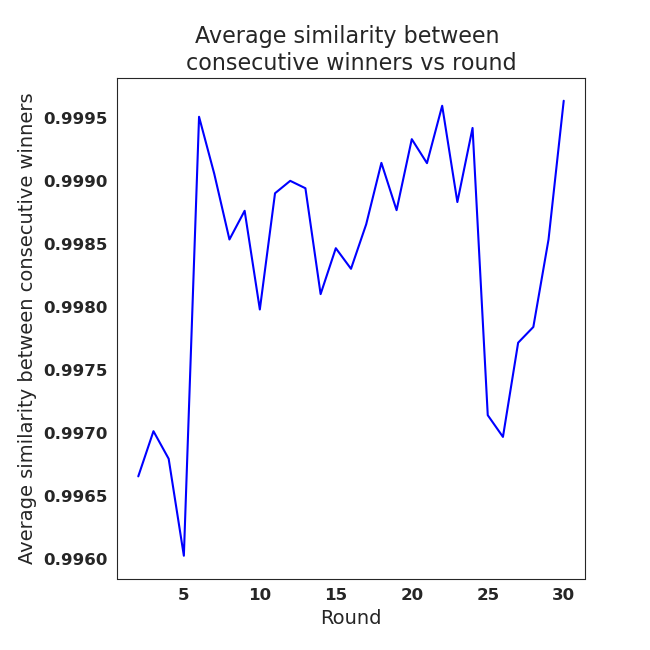 Average similarity between
consecutive winners vs round
Average similarity between consecutive winners
0.9995
0.9990
0.9985
0.9980
0.9975
0.9970
0.9965
0.9960
5 10 15 20 25 30
Round